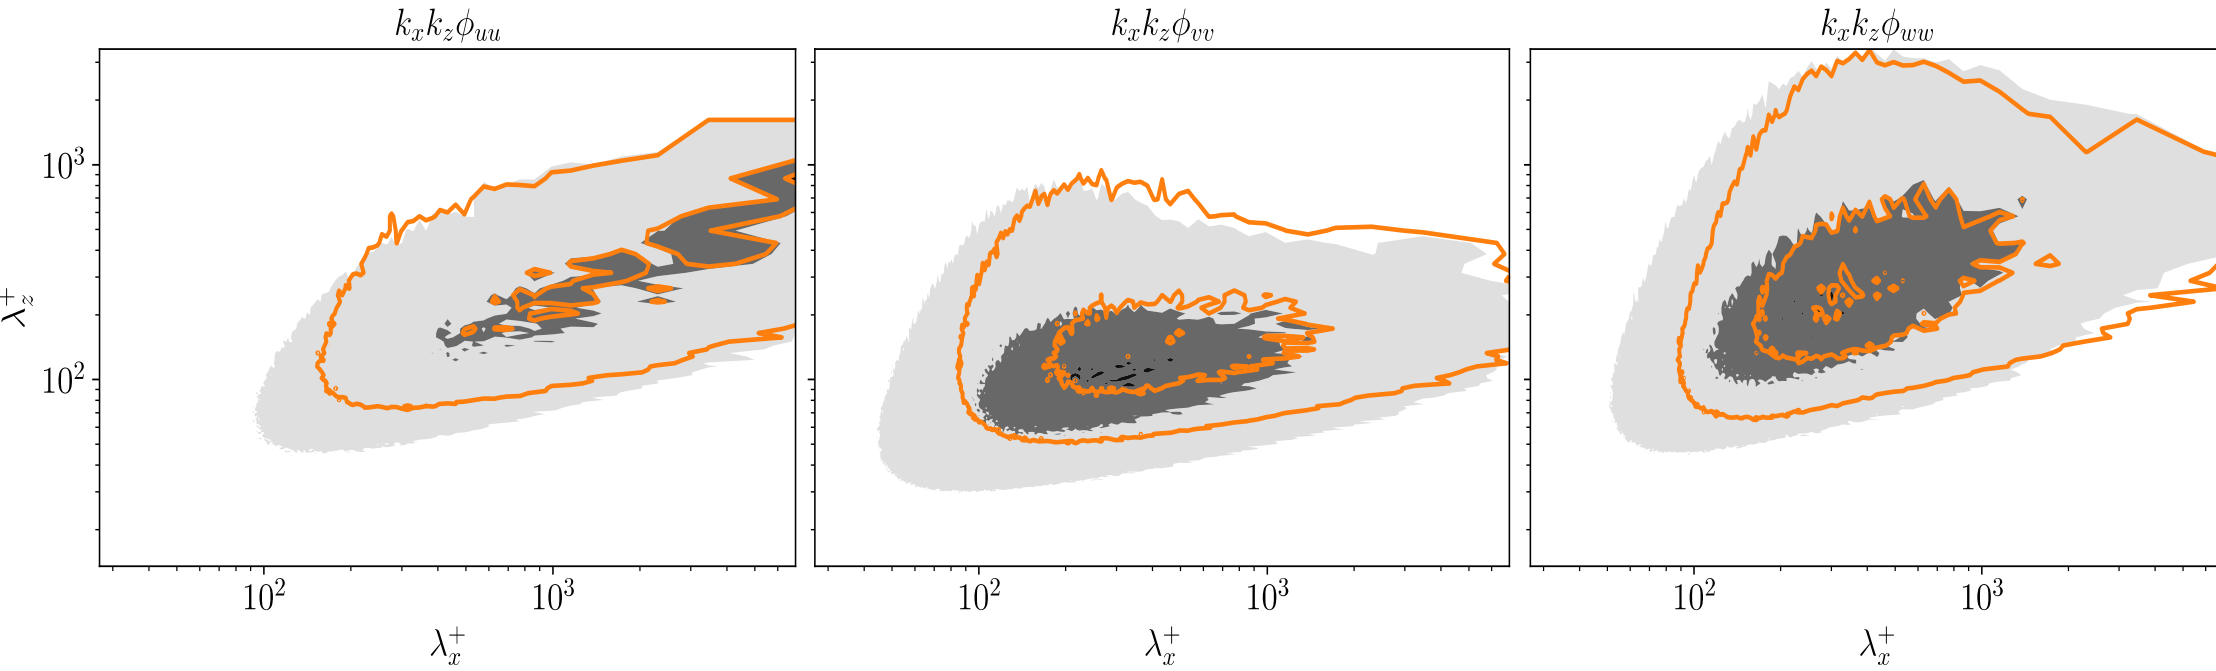 k_x k_z ϕ_uu
k_x k_z ϕ_vv
k_x k_z ϕ_ww
λ_z^+
10^3
10^2
10^2 10^3
10^2 10^3
10^2 10^3
λ_x^+
λ_x^+
λ_x^+